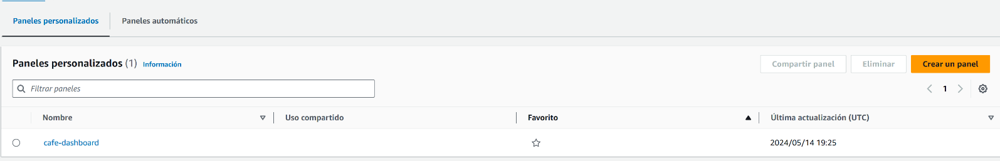 Paneles personalizados Paneles automáticos
Paneles personalizados (1) Información Compartir panel Eliminar Crear un panel
Filtrar paneles 1
Nombre Uso compartido Favorito Última actualización (UTC)
cafe-dashboard 2024/05/14 19:25